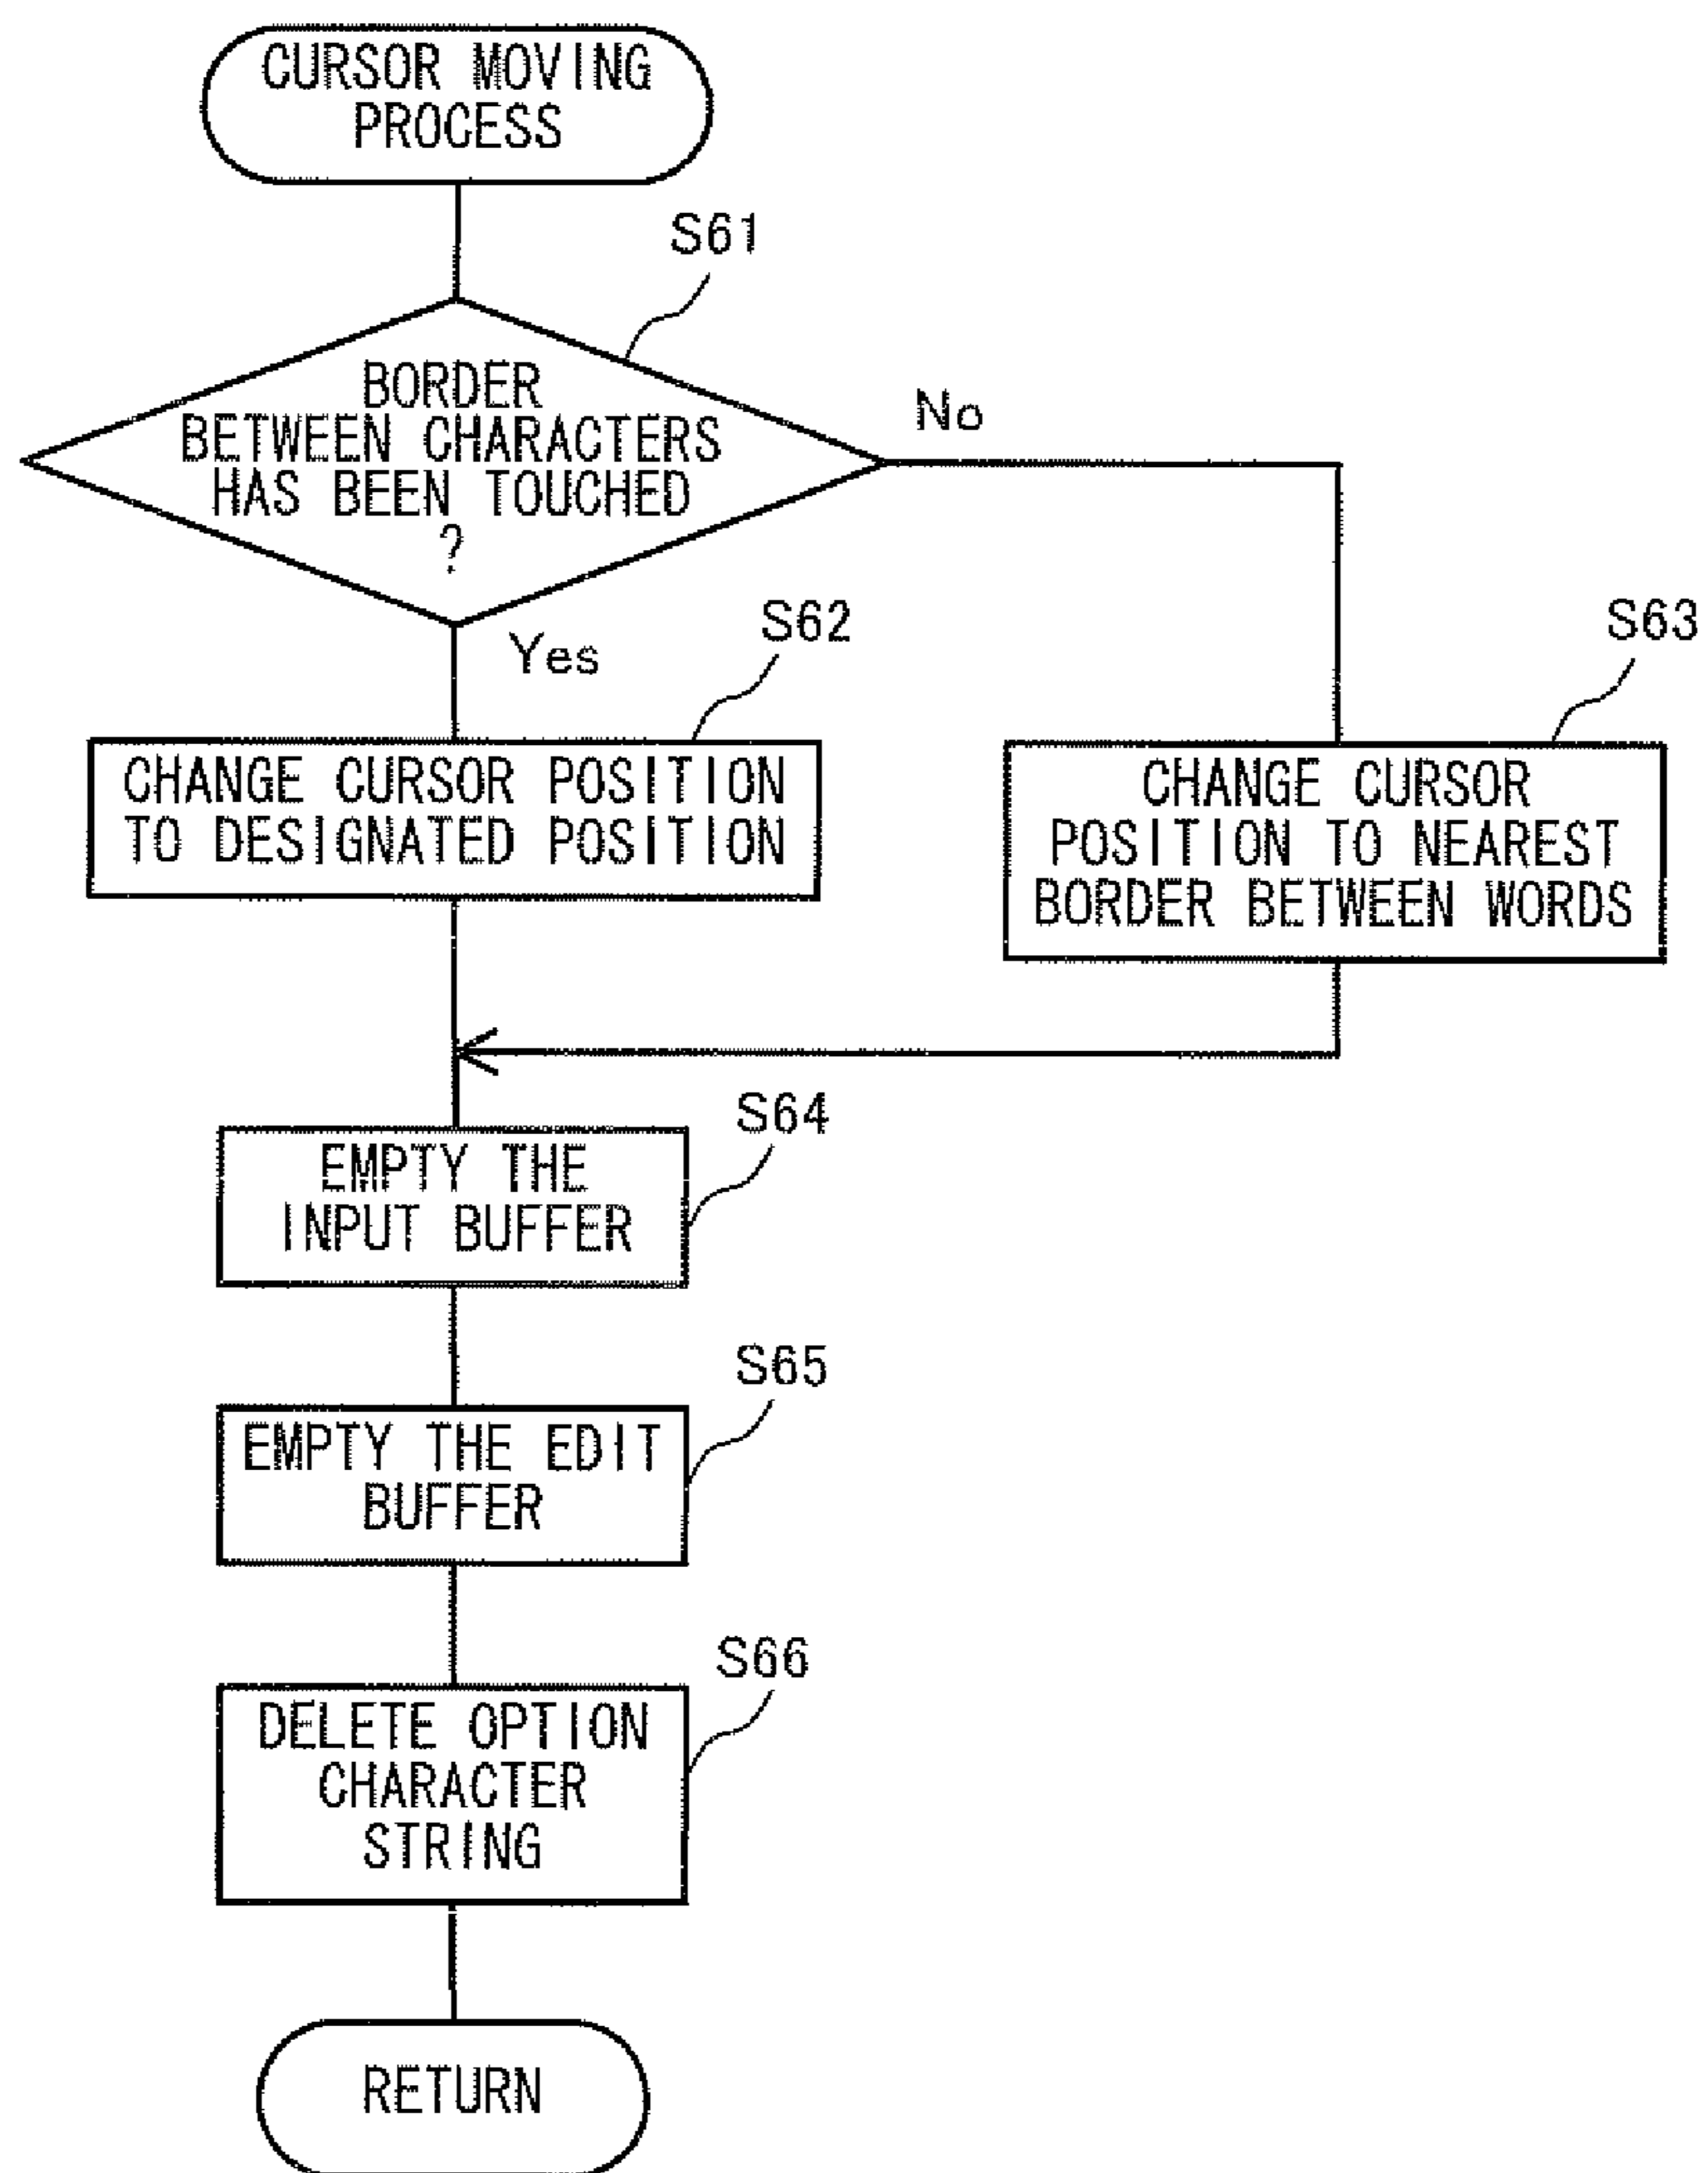 CURSOR MOVING
PROCESS
S61
BORDER
BETWEEN CHARACTERS
HAS BEEN TOUCHED
?
No
Yes
S62
CHANGE CURSOR POSITION
TO DESIGNATED POSITION
S63
CHANGE CURSOR
POSITION TO NEAREST
BORDER BETWEEN WORDS
S64
EMPTY THE
INPUT BUFFER
S65
EMPTY THE EDIT
BUFFER
S66
DELETE OPTION
CHARACTER
STRING
RETURN